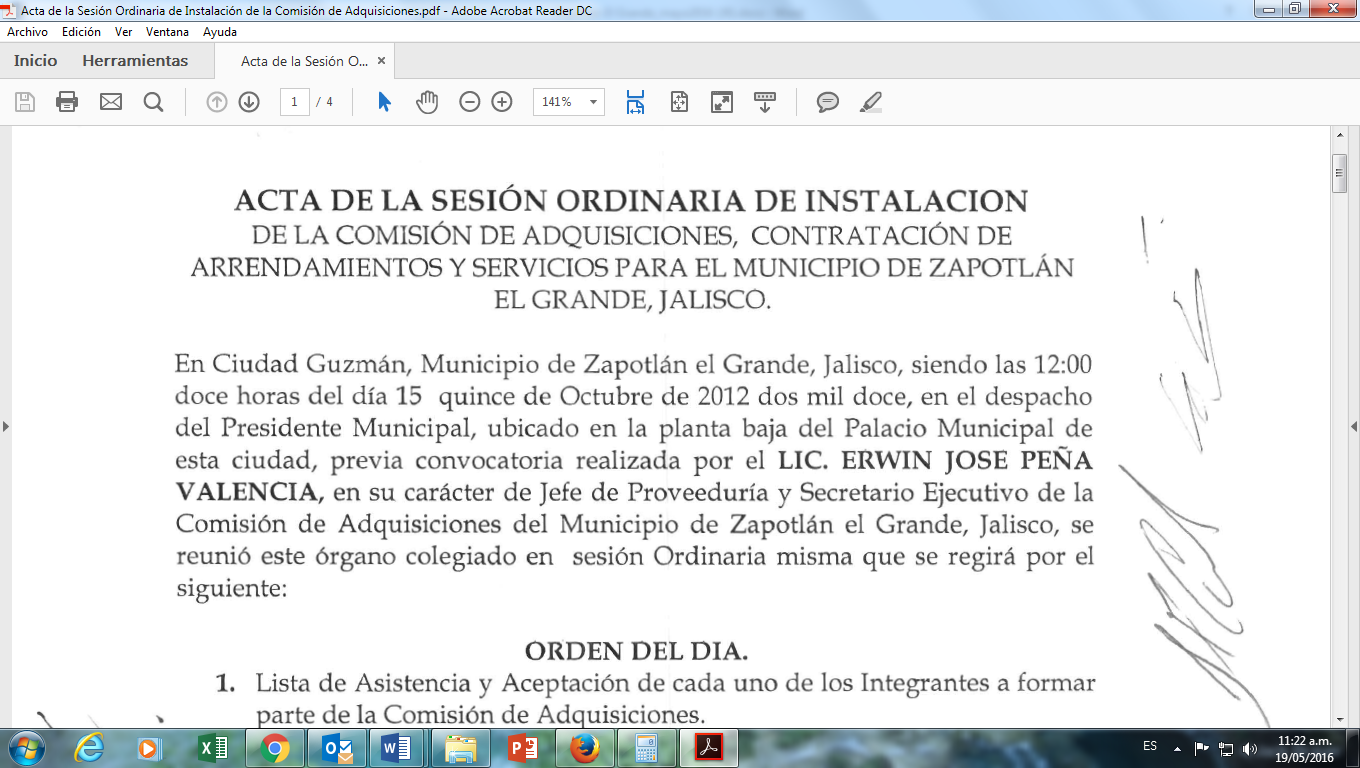 Acta de la Sesión Ordinaria de Instalación de la Comisión de Adquisiciones.pdf - Adobe Acrobat Reader DC
Archivo Edición Ver Ventana Ayuda
Inicio Herramientas Acta de la Sesión O... ×
1 / 4 141%
ACTA DE LA SESIÓN ORDINARIA DE INSTALACION
DE LA COMISIÓN DE ADQUISICIONES, CONTRATACIÓN DE
ARRENDAMIENTOS Y SERVICIOS PARA EL MUNICIPIO DE ZAPOTLÁN
EL GRANDE, JALISCO.
En Ciudad Guzmán, Municipio de Zapotlán el Grande, Jalisco, siendo las 12:00
doce horas del día 15 quince de Octubre de 2012 dos mil doce, en el despacho
del Presidente Municipal, ubicado en la planta baja del Palacio Municipal de
esta ciudad, previa convocatoria realizada por el LIC. ERWIN JOSE PEÑA
VALENCIA, en su carácter de Jefe de Proveeduría y Secretario Ejecutivo de la
Comisión de Adquisiciones del Municipio de Zapotlán el Grande, Jalisco, se
reunió este órgano colegiado en sesión Ordinaria misma que se regirá por el
siguiente:
ORDEN DEL DIA.
1. Lista de Asistencia y Aceptación de cada uno de los Integrantes a formar
parte de la Comisión de Adquisiciones.
ES
11:22 a.m.
19/05/2016